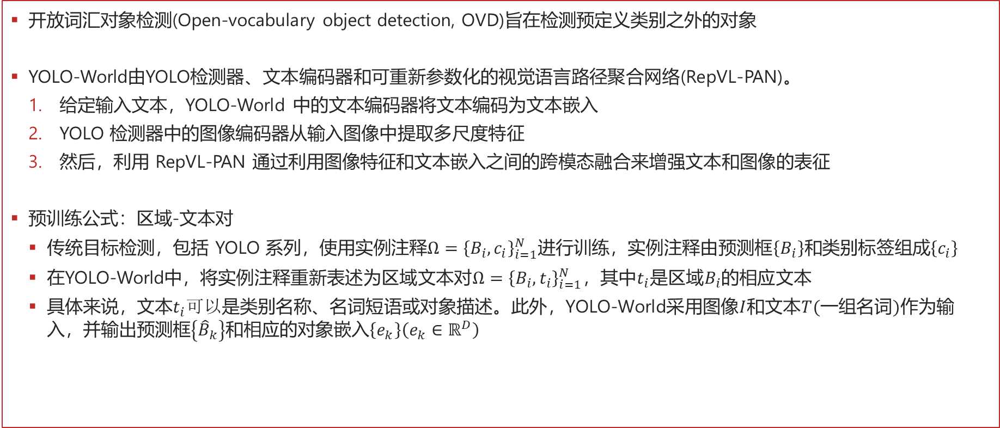 ▪ 开放词汇对象检测(Open-vocabulary object detection, OVD)旨在检测预定义类别之外的对象
▪ YOLO-World由YOLO检测器、文本编码器和可重新参数化的视觉语言路径聚合网络(RepVL-PAN)。
1. 给定输入文本，YOLO-World 中的文本编码器将文本编码为文本嵌入
2. YOLO 检测器中的图像编码器从输入图像中提取多尺度特征
3. 然后，利用 RepVL-PAN 通过利用图像特征和文本嵌入之间的跨模态融合来增强文本和图像的表征
▪ 预训练公式：区域-文本对
▪ 传统目标检测，包括 YOLO 系列，使用实例注释$\Omega = \{B_i, c_i\}_{i=1}^N$进行训练，实例注释由预测框$\{B_i\}$和类别标签组成$\{c_i\}$
▪ 在YOLO-World中，将实例注释重新表述为区域文本对$\Omega = \{B_i, t_i\}_{i=1}^N$，其中$t_i$是区域$B_i$的相应文本
▪ 具体来说，文本$t_i$可以是类别名称、名词短语或对象描述。此外，YOLO-World采用图像$I$和文本$T$(一组名词)作为输
入，并输出预测框$\{\hat{B}_k\}$和相应的对象嵌入$\{e_k\}(e_k \in \mathbb{R}^D)$